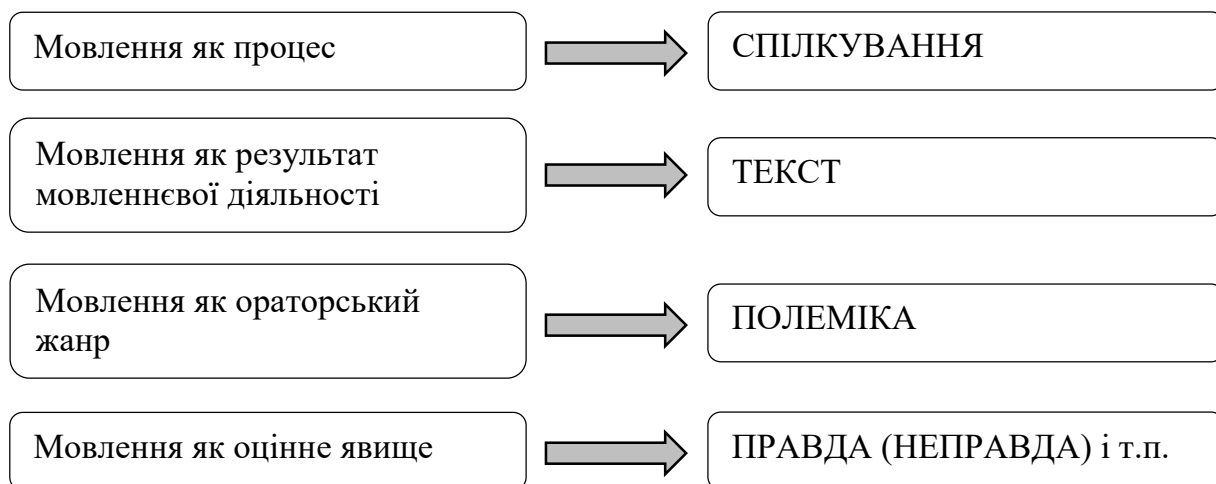 Мовлення як процес
СПІЛКУВАННЯ
Мовлення як результат
мовленнєвої діяльності
ТЕКСТ
Мовлення як ораторський
жанр
ПОЛЕМІКА
Мовлення як оцінне явище
ПРАВДА (НЕПРАВДА) і т.п.